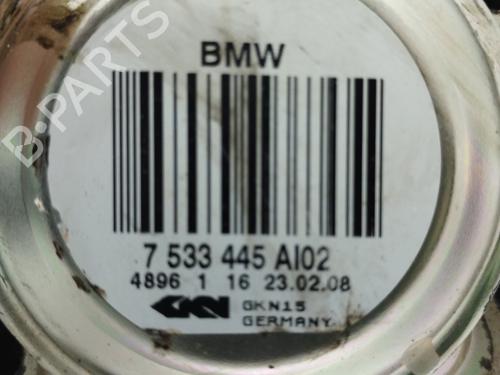 BMW
7 533 445 AI02
4896 1 16 23.02.08
GKN GKN15
GERMANY
B-PARTS